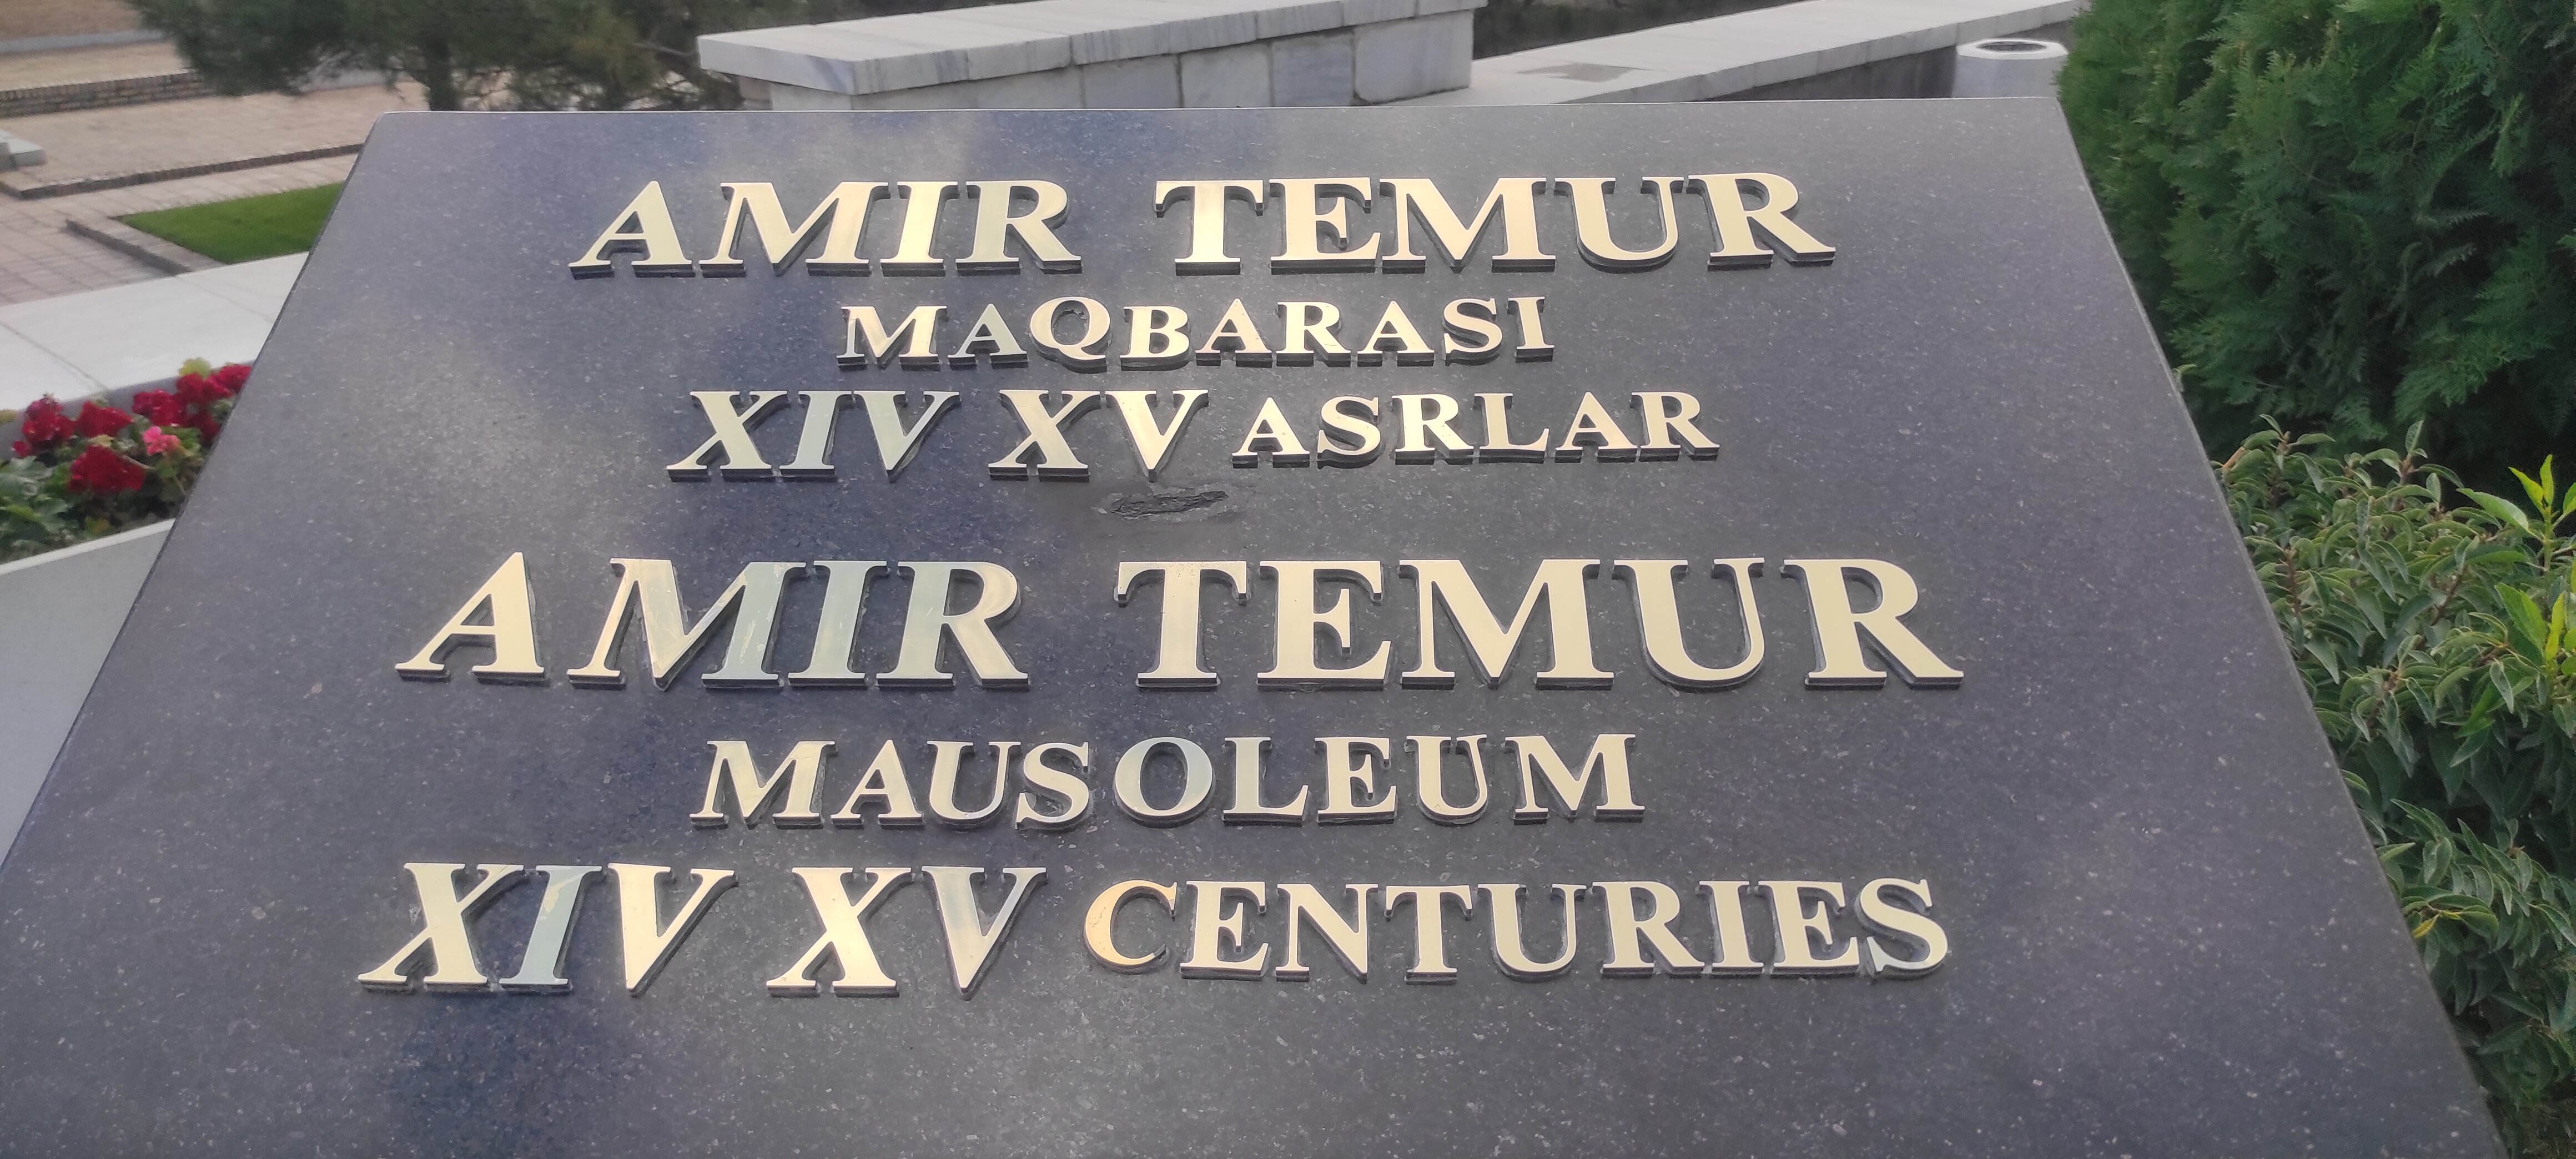 AMIR TEMUR
MAQBARASI
XIV XV ASRLAR
AMIR TEMUR
MAUSOLEUM
XIV XV CENTURIES